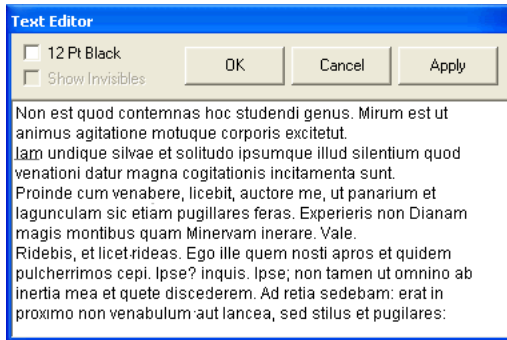 Text Editor
12 Pt Black
Show Invisibles
OK
Cancel
Apply
Non est quod contemnas hoc studendi genus. Mirum est ut
animus agitatione motuque corporis excitetut.
Iam undique silvae et solitudo ipsumque illud silentium quod
venationi datur magna cogitationis incitamenta sunt.
Proinde cum venabere, licebit, auctore me, ut panarium et
lagunculam sic etiam pugillares feras. Experieris non Dianam
magis montibus quam Minervam inerare. Vale.
Ridebis, et licet rideas. Ego ille quem nosti apros et quidem
pulcherrimos cepi. Ipse? inquis. Ipse; non tamen ut omnino ab
inertia mea et quete discederem. Ad retia sedebam: erat in
proximo non venabulum aut lancea, sed stilus et pugilares: